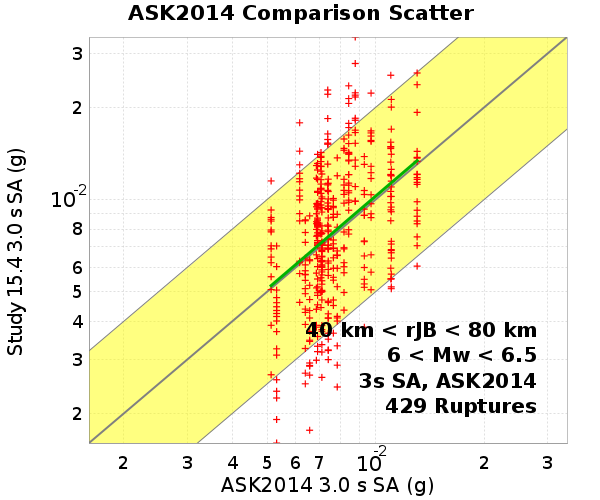 ASK2014 Comparison Scatter
3
2
10-2
8
6
5
4
3
2
Study 15.4 3.0 s SA (g)
40 km < rJB < 80 km
6 < Mw < 6.5
3s SA, ASK2014
429 Ruptures
2 3 4 5 6 7 10-2 2 3
ASK2014 3.0 s SA (g)